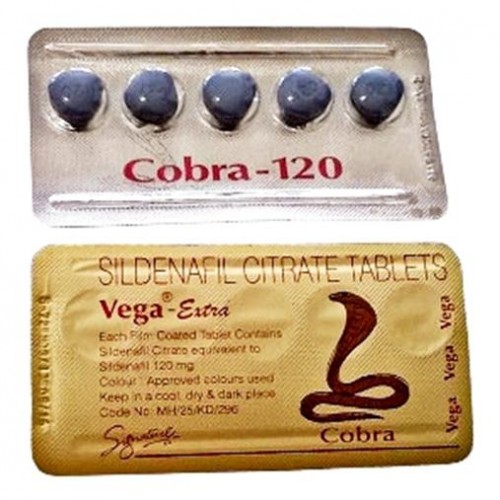 Cobra-120
SILDENAFIL CITRATE TABLETS
Vega®-Extra
Each Film Coated Tablet Contains
Sildenafil Citrate equivalent to
Sildenafil 120 mg
Colour : Approved colours used
Keep in a cool, dry & dark place
Code No: MH/25/KD/296
Signature
Cobra
Vega
Vega
Vega